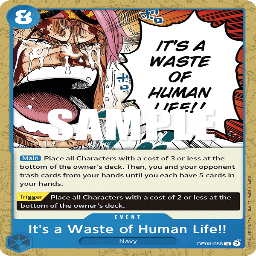 8
IT'S A
WASTE
OF
HUMAN
LIFE!!
SAMPLE
Main Place all Characters with a cost of 3 or less at the
bottom of the owner's deck. Then, you and your opponent
trash cards from your hands until you each have 5 cards in
your hands.
Trigger Place all Characters with a cost of 2 or less at the
bottom of the owner's deck.
EVENT
It's a Waste of Human Life!!
Navy